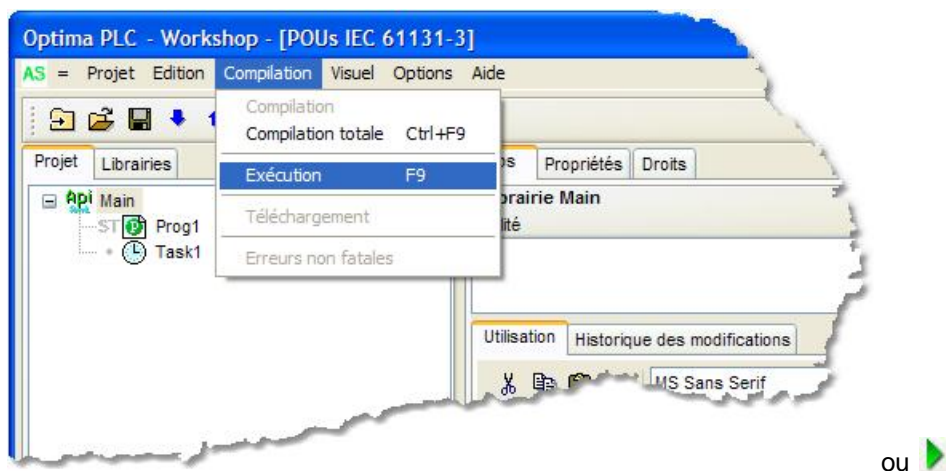 Optima PLC - Workshop - [POUs IEC 61131-3]
AS = Projet Edition Compilation Visuel Options Aide
Compilation
Compilation totale Ctrl+F9
Projet Librairies
Exécution F9
Propriétés Droits
Api Main
prairie Main
Téléchargement
lité
ST Prog1
Task1
Erreurs non fatales
Utilisation Historique des modifications
MS Sans Serif
ou